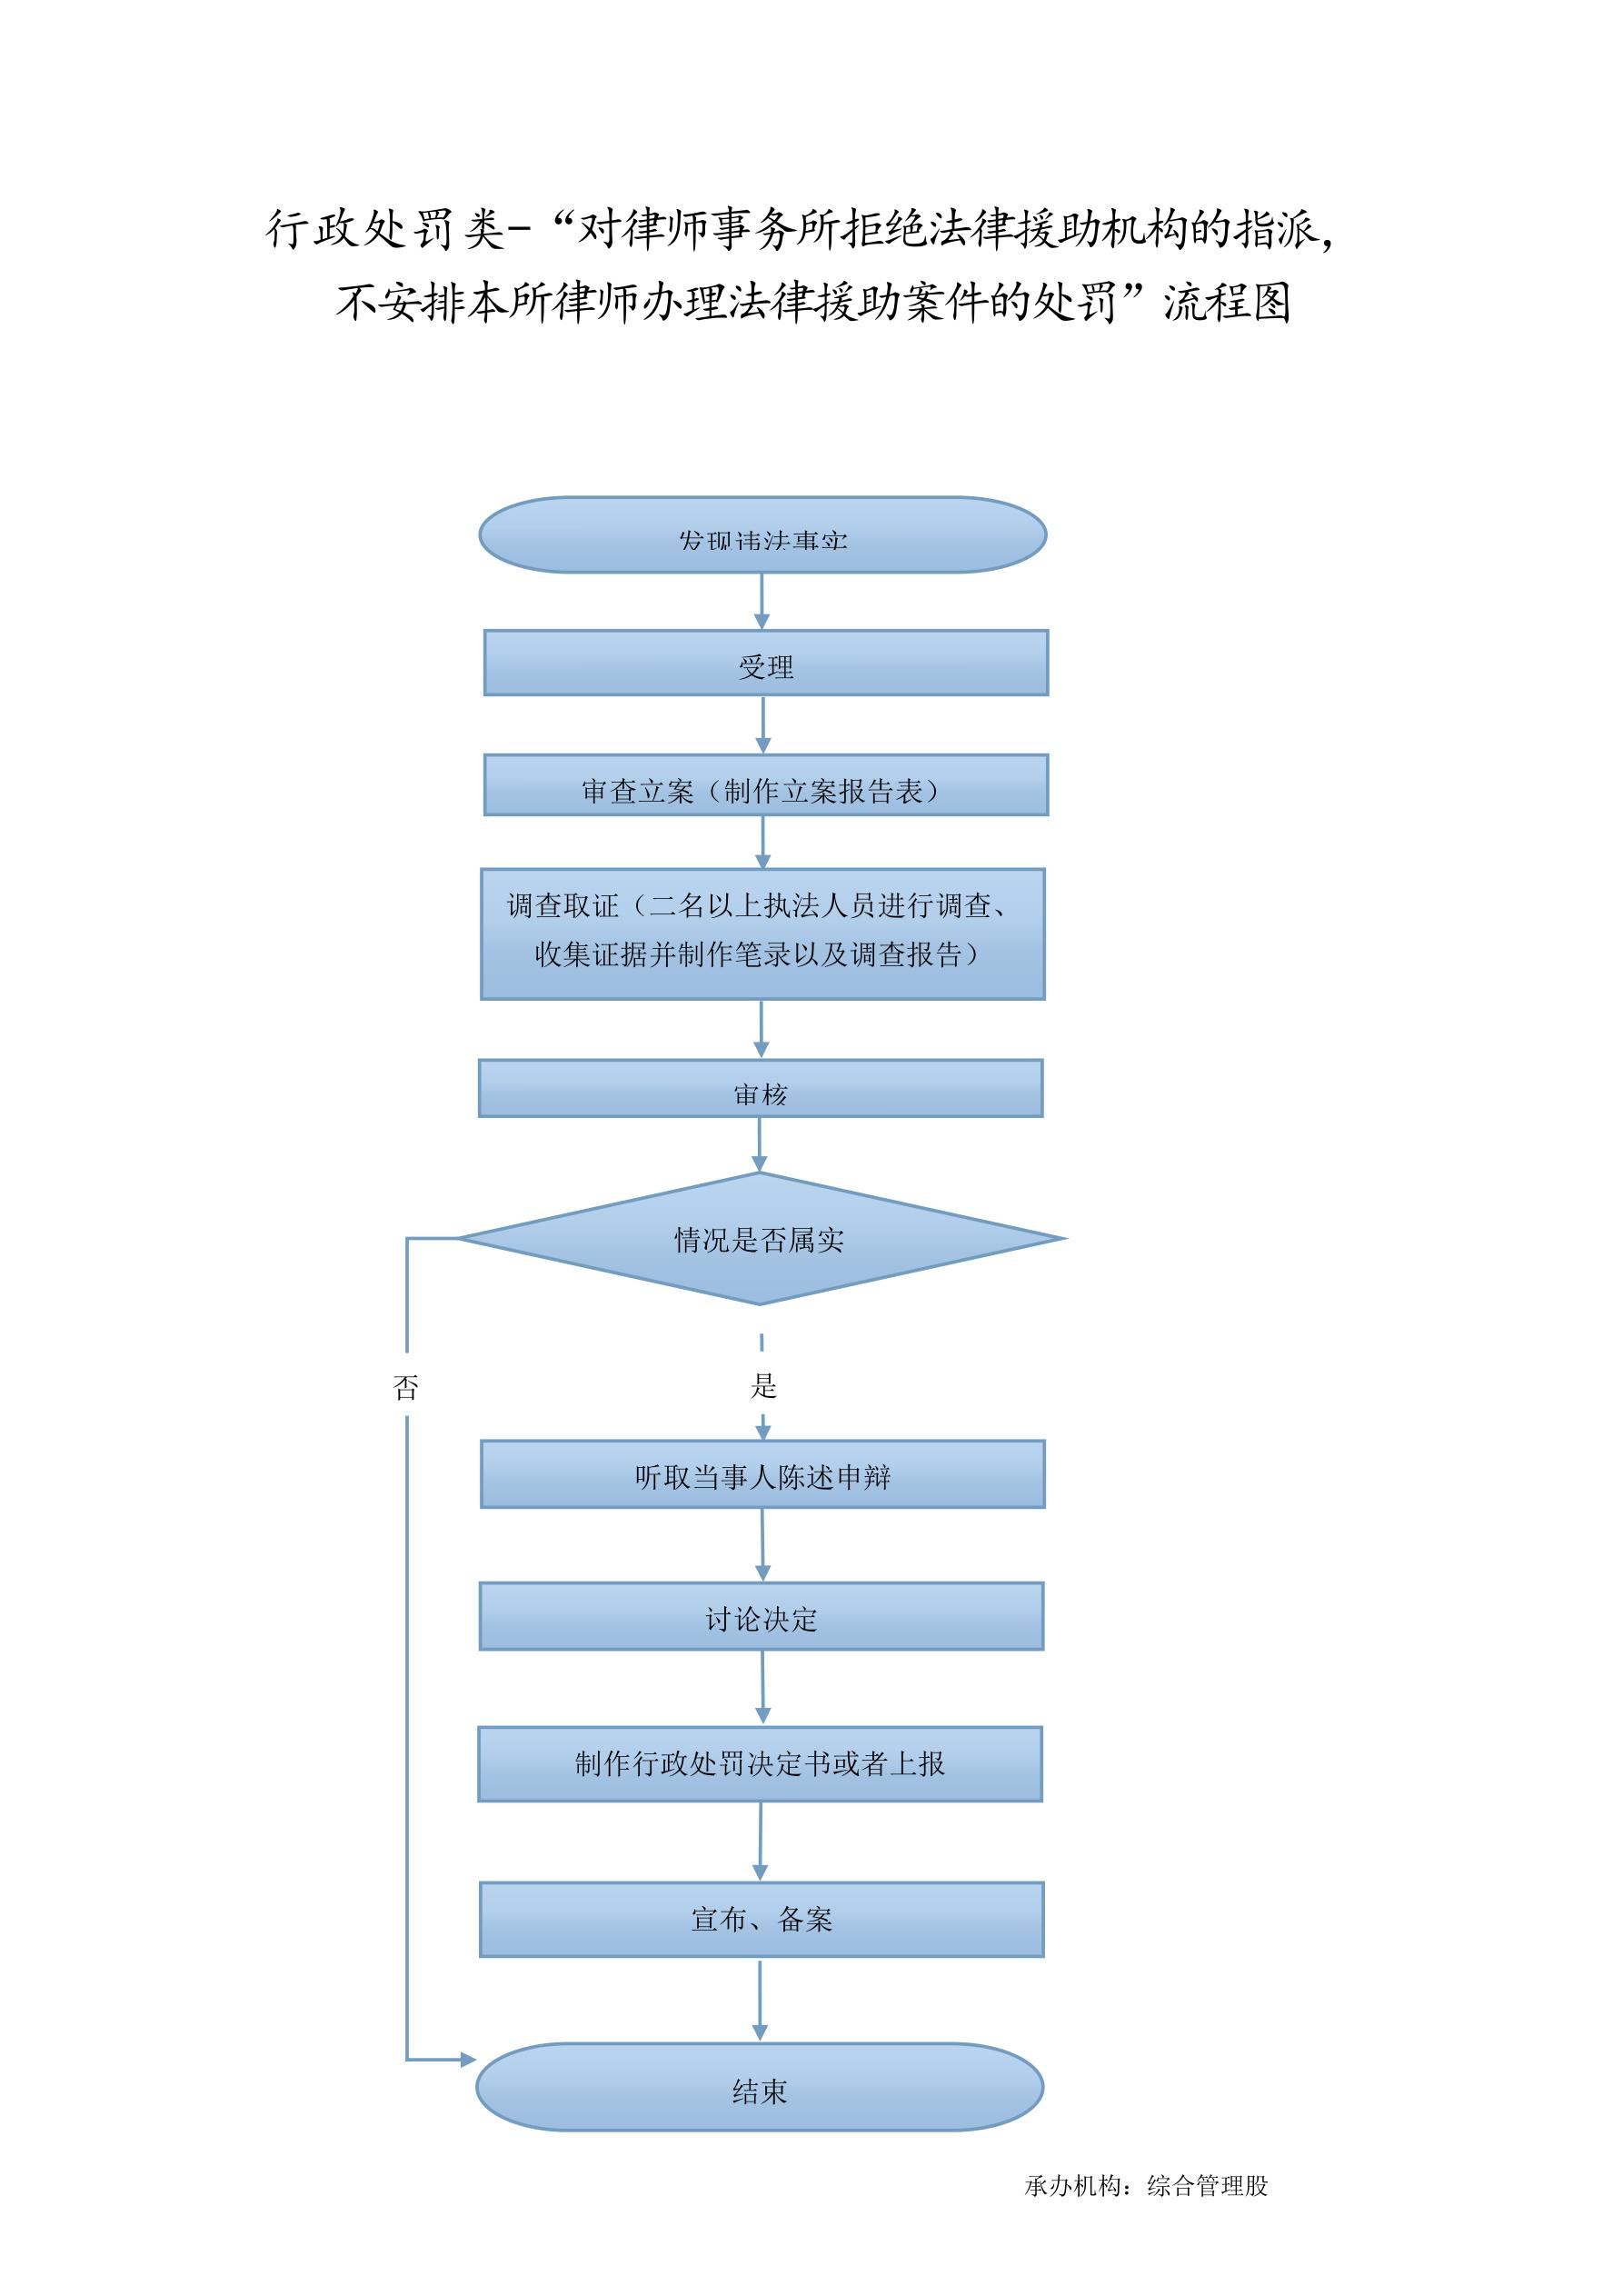 行政处罚类-“对律师事务所拒绝法律援助机构的指派，
不安排本所律师办理法律援助案件的处罚”流程图
发现违法事实
受理
审查立案（制作立案报告表）
调查取证（二名以上执法人员进行调查、
收集证据并制作笔录以及调查报告）
审核
情况是否属实
否
是
听取当事人陈述申辩
讨论决定
制作行政处罚决定书或者上报
宣布、备案
结束
承办机构：综合管理股